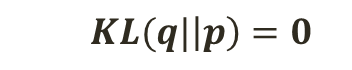 KL(q||p) = 0